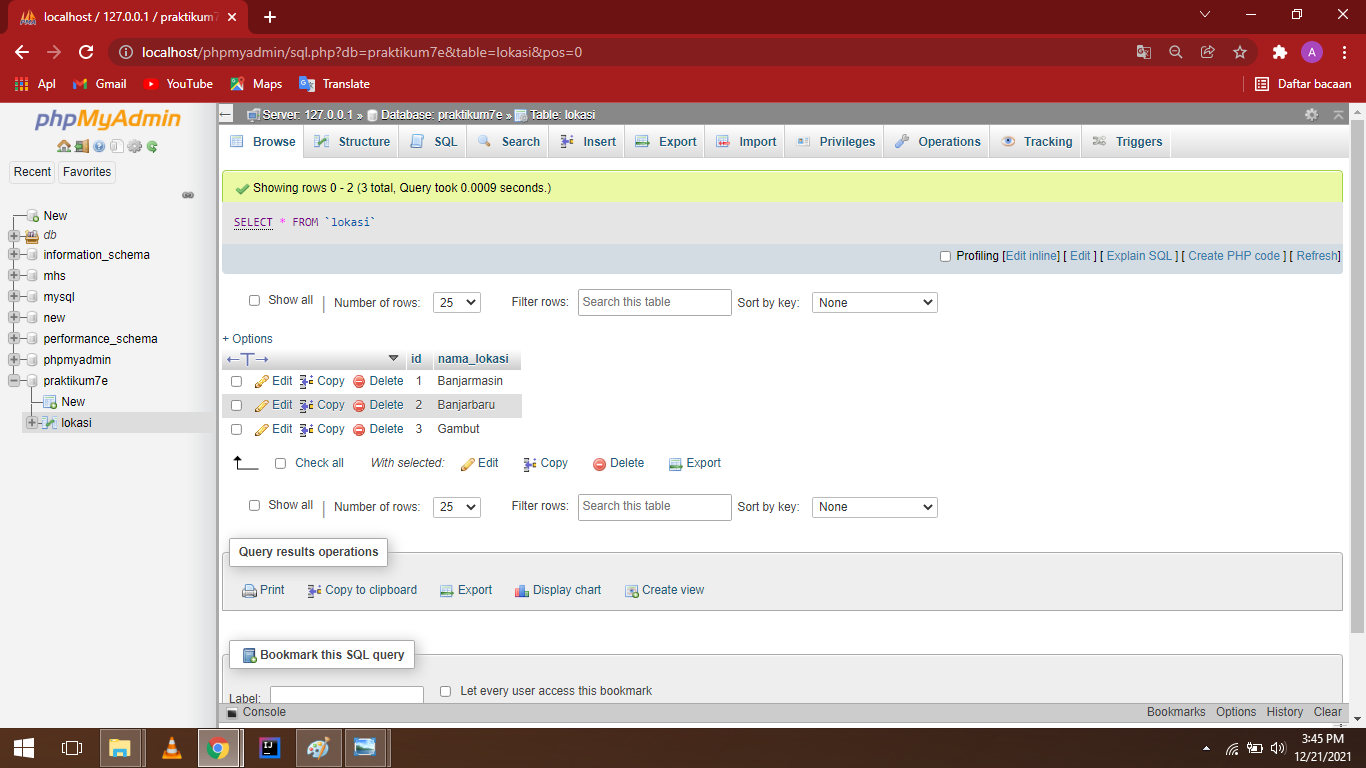 localhost / 127.0.0.1 / praktikum7
localhost/phpmyadmin/sql.php?db=praktikum7e&table=lokasi&pos=0
A
Apl Gmail YouTube Maps Translate Daftar bacaan
phpMyAdmin
Recent Favorites
New
db
information_schema
mhs
mysql
new
performance_schema
phpmyadmin
praktikum7e
New
lokasi
Server: 127.0.0.1 » Database: praktikum7e » Table: lokasi
Browse Structure SQL Search Insert Export Import Privileges Operations Tracking Triggers
Showing rows 0 - 2 (3 total, Query took 0.0009 seconds.)
SELECT * FROM `lokasi`
Profiling [Edit inline] [ Edit ] [ Explain SQL ] [ Create PHP code ] [ Refresh]
Show all | Number of rows: 25 Filter rows: Search this table Sort by key: None
+ Options
←T→ id nama_lokasi
Edit Copy Delete 1 Banjarmasin
Edit Copy Delete 2 Banjarbaru
Edit Copy Delete 3 Gambut
Check all With selected: Edit Copy Delete Export
Show all | Number of rows: 25 Filter rows: Search this table Sort by key: None
Query results operations
Print Copy to clipboard Export Display chart Create view
Bookmark this SQL query
Label: Let every user access this bookmark
Console Bookmarks Options History Clear
IJ
3:45 PM
12/21/2021